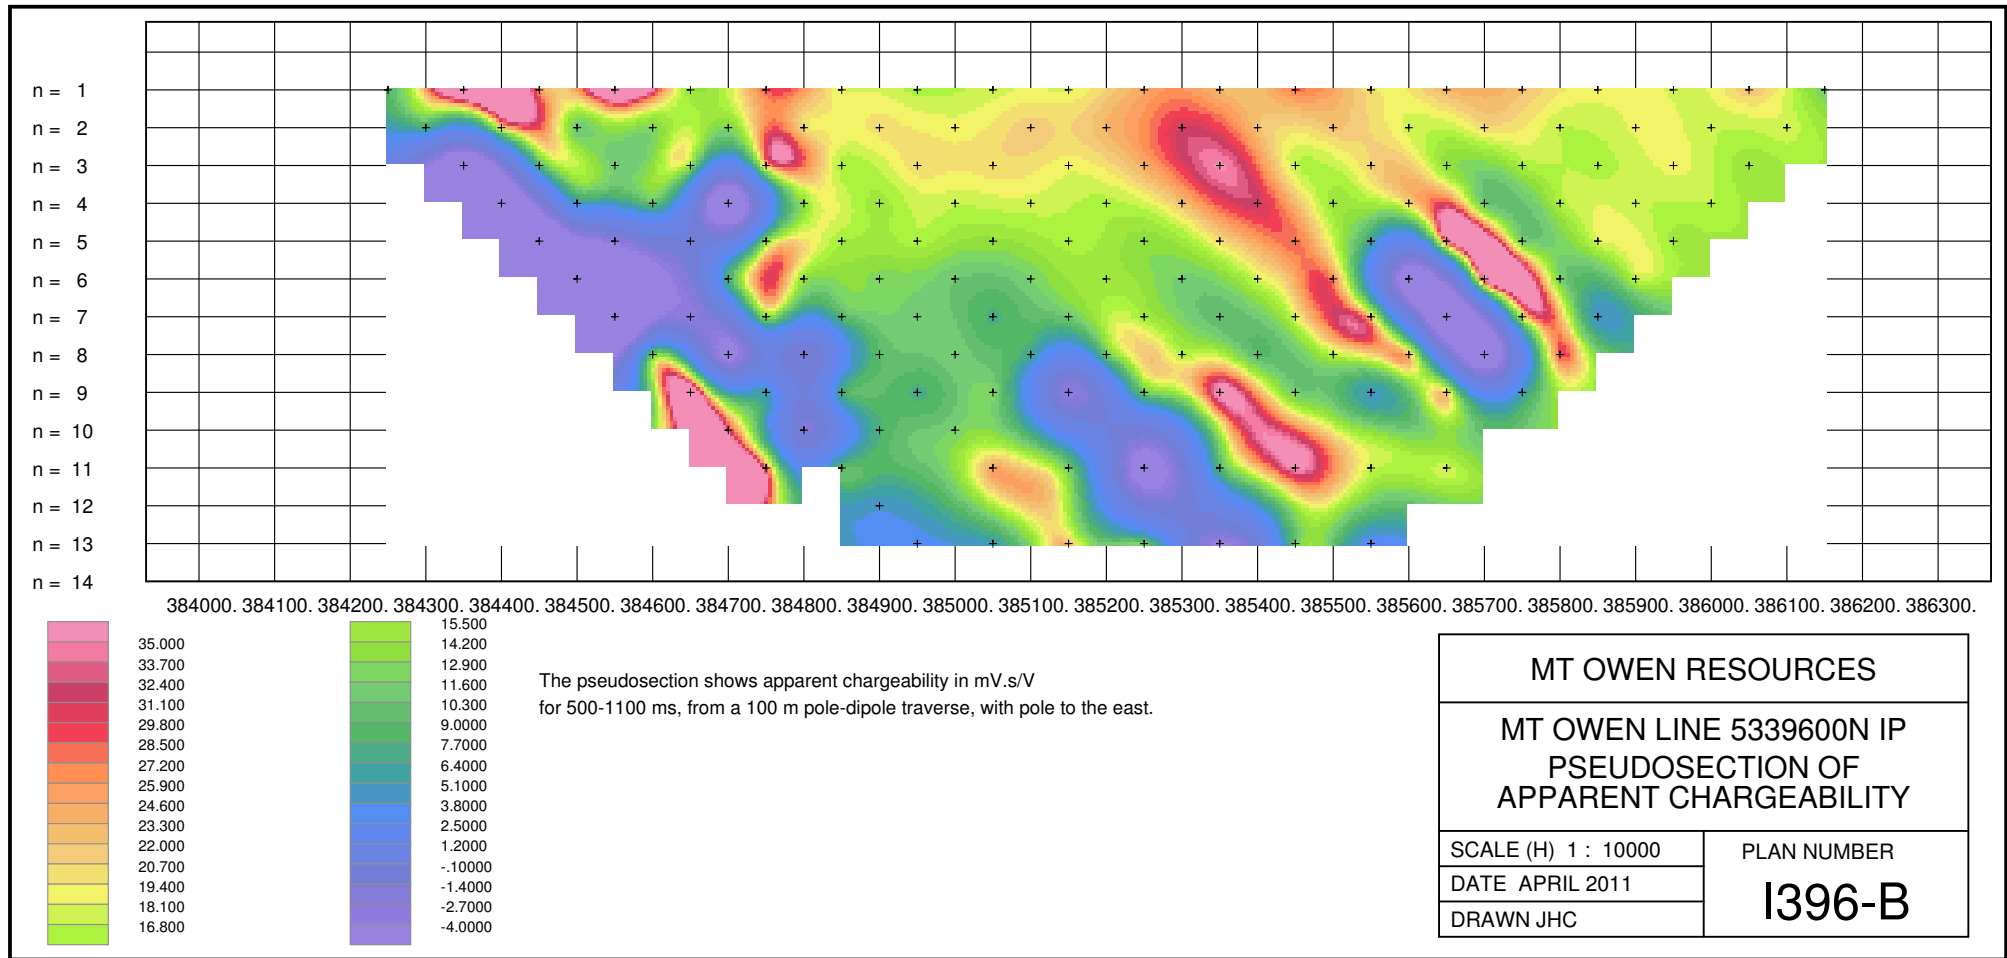 n = 1
n = 2
n = 3
n = 4
n = 5
n = 6
n = 7
n = 8
n = 9
n = 10
n = 11
n = 12
n = 13
n = 14
384000. 384100. 384200. 384300. 384400. 384500. 384600. 384700. 384800. 384900. 385000. 385100. 385200. 385300. 385400. 385500. 385600. 385700. 385800. 385900. 386000. 386100. 386200. 386300.
35.000
33.700
32.400
31.100
29.800
28.500
27.200
25.900
24.600
23.300
22.000
20.700
19.400
18.100
16.800
15.500
14.200
12.900
11.600
10.300
9.0000
7.7000
6.4000
5.1000
3.8000
2.5000
1.2000
-.10000
-1.4000
-2.7000
-4.0000
The pseudosection shows apparent chargeability in mV.s/V
for 500-1100 ms, from a 100 m pole-dipole traverse, with pole to the east.
MT OWEN RESOURCES
MT OWEN LINE 5339600N IP
PSEUDOSECTION OF
APPARENT CHARGEABILITY
SCALE (H) 1 : 10000
DATE APRIL 2011
DRAWN JHC
PLAN NUMBER
I396-B